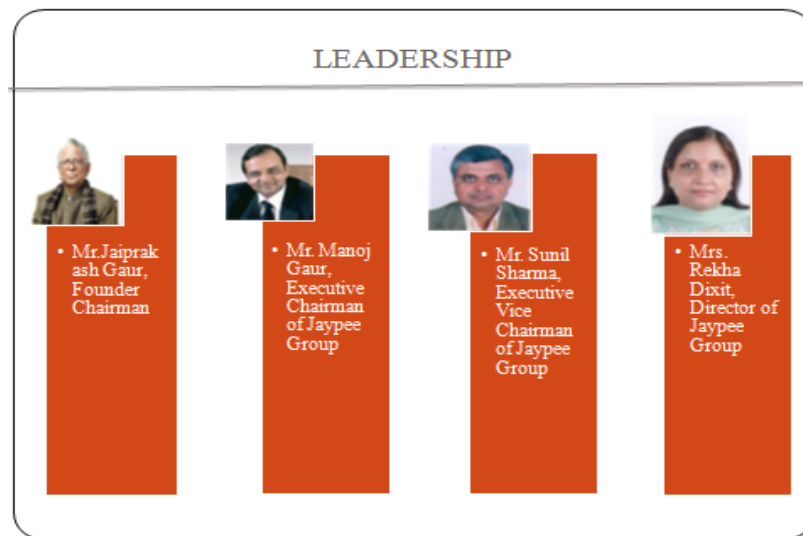 LEADERSHIP
• Mr.Jaiprak
ash Gaur,
Founder
Chairman
• Mr. Manoj
Gaur,
Executive
Chairman
of Jaypee
Group
• Mr. Sunil
Sharma,
Executive
Vice
Chairman
of Jaypee
Group
• Mrs.
Rekha
Dixit,
Director of
Jaypee
Group